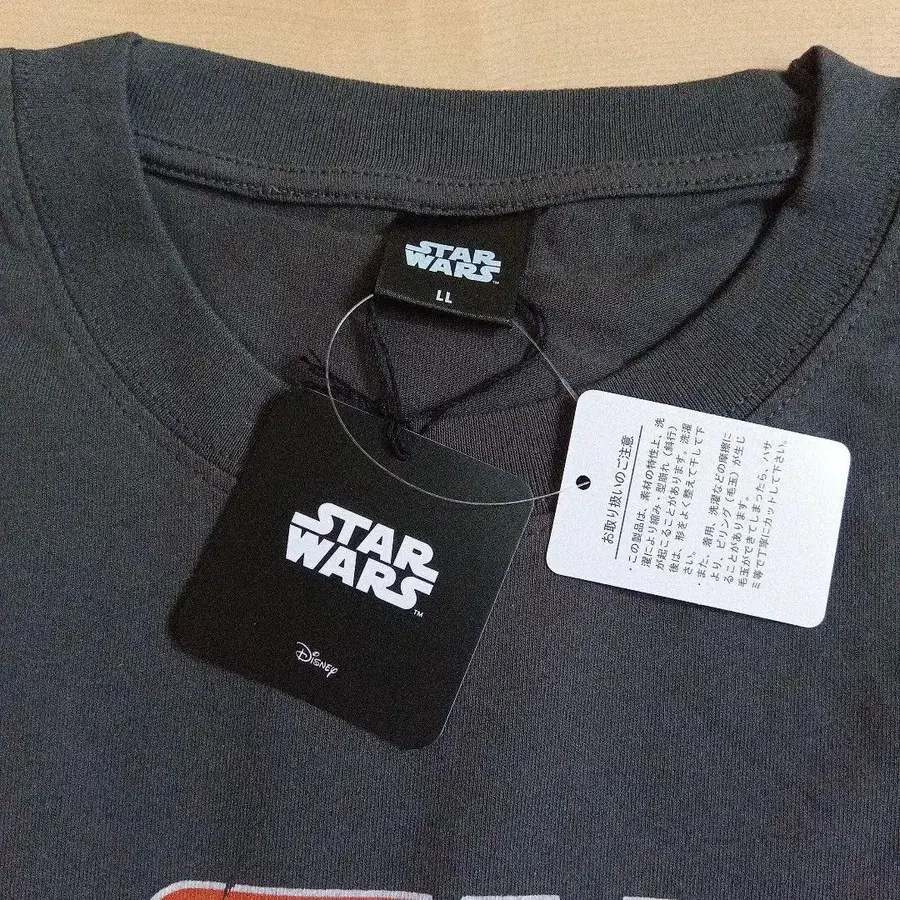 STAR
WARS™
LL
STAR
WARS™
Disney
お取り扱いのご注意
・この製品は、素材の特性上、洗
濯により縮み・型崩れ（斜行）
が起こることがあります。洗濯
後は、形をよく整えて干して下
さい。
・また、着用、洗濯などの摩擦に
より、ピリング（毛玉）が生じ
ることがあります。
毛玉ができてしまったら、ハサ
ミ等で丁寧にカットして下さい。